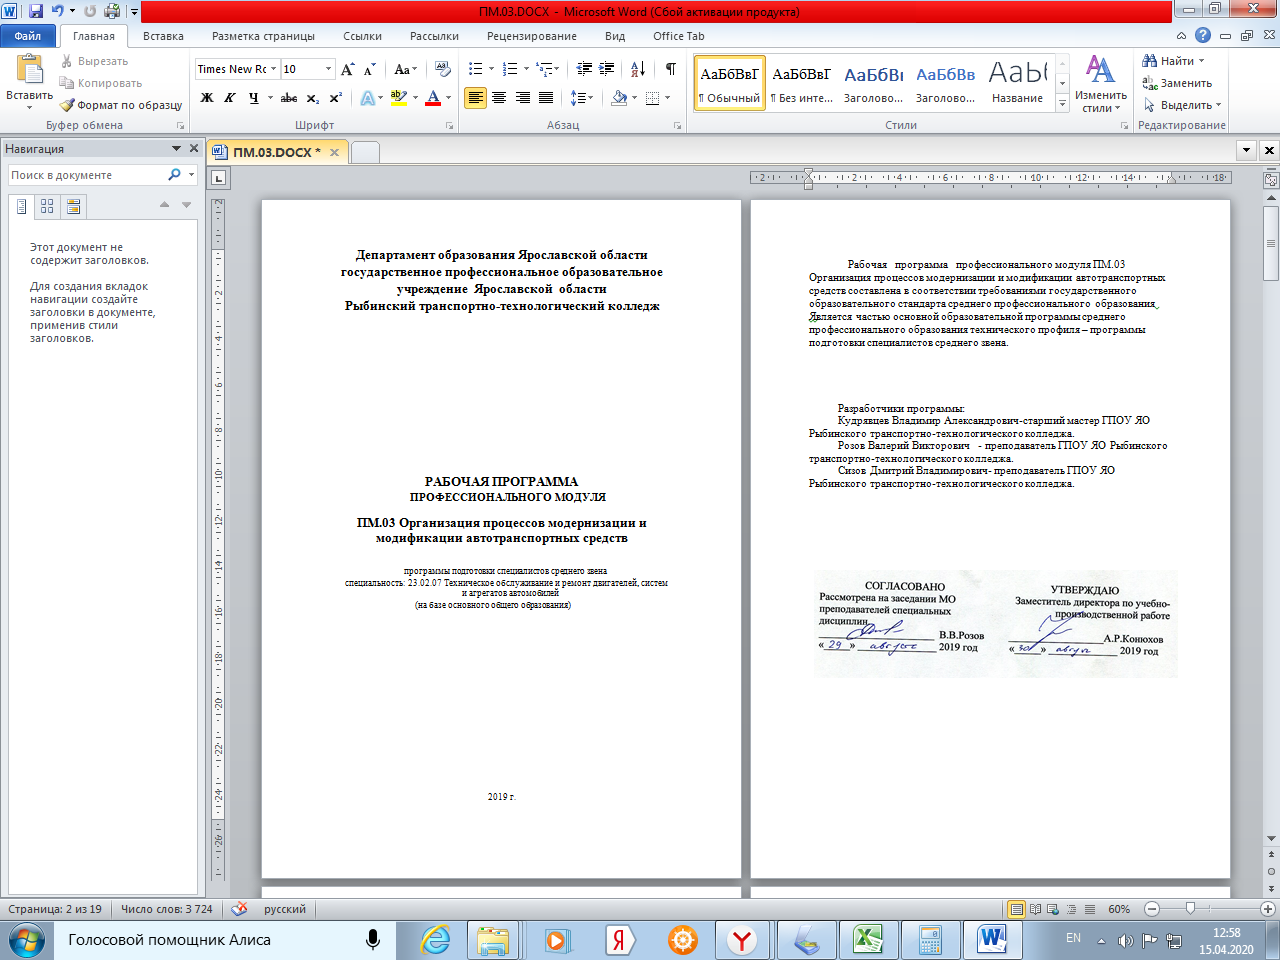 ПМ.03.DOCX - Microsoft Word (Сбой активации продукта)
Файл Главная Вставка Разметка страницы Ссылки Рассылки Рецензирование Вид Office Tab
Вставить
Вырезать
Копировать
Формат по образцу
Буфер обмена
Times New Rc 10
Ж К Ч abc x₂ x²
Шрифт
Абзац
АаБбВвГ АаБбВвГ АаБбВı АаБбВв АаЬ
¶ Обычный ¶ Без инте... Заголово... Заголово... Название
Изменить стили
Стили
Найти
Заменить
Выделить
Редактирование
Навигация
Поиск в документе
Этот документ не
содержит заголовков.
Для создания вкладок
навигации создайте
заголовки в документе,
применив стили
заголовков.
ПМ.03.DOCX *
Департамент образования Ярославской области
государственное профессиональное образовательное
учреждение Ярославской области
Рыбинский транспортно-технологический колледж
РАБОЧАЯ ПРОГРАММА
ПРОФЕССИОНАЛЬНОГО МОДУЛЯ
ПМ.03 Организация процессов модернизации и
модификации автотранспортных средств
программы подготовки специалистов среднего звена
специальность: 23.02.07 Техническое обслуживание и ремонт двигателей, систем
и агрегатов автомобилей
(на базе основного общего образования)
2019 г.
Рабочая программа профессионального модуля ПМ.03
Организация процессов модернизации и модификации автотранспортных
средств составлена в соответствии требованиями государственного
образовательного стандарта среднего профессионального образования
Является частью основной образовательной программы среднего
профессионального образования технического профиля – программы
подготовки специалистов среднего звена.
Разработчики программы:
Кудрявцев Владимир Александрович-старший мастер ГПОУ ЯО
Рыбинского транспортно-технологического колледжа.
Розов Валерий Викторович - преподаватель ГПОУ ЯО Рыбинского
транспортно-технологического колледжа.
Сизов Дмитрий Владимирович- преподаватель ГПОУ ЯО
Рыбинского транспортно-технологического колледжа.
СОГЛАСОВАНО
Рассмотрена на заседании МО
преподавателей специальных
дисциплин
В.В.Розов
« 29 » августа 2019 год
УТВЕРЖДАЮ
Заместитель директора по учебно-
производственной работе
А.Р.Конюхов
« 30 » август 2019 год
Страница: 2 из 19 Число слов: 3 724 русский 60%
Голосовой помощник Алиса
EN 12:58
15.04.2020